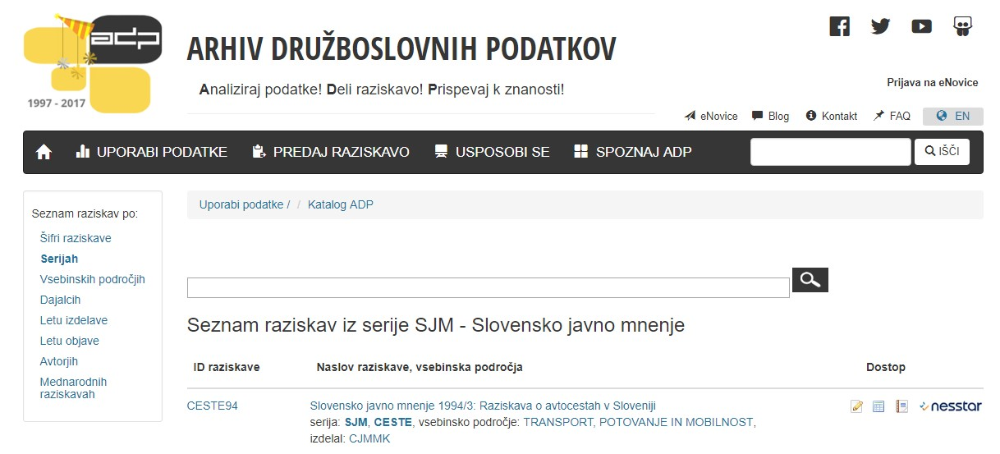 adp
1997 - 2017
ARHIV DRUŽBOSLOVNIH PODATKOV
Analiziraj podatke! Deli raziskavo! Prispevaj k znanosti!
Prijava na eNovice
eNovice Blog Kontakt FAQ EN
UPORABI PODATKE PREDAJ RAZISKAVO USPOSOBI SE SPOZNAJ ADP IŠČI
Seznam raziskav po:
Šifri raziskave
Serijah
Vsebinskih področjih
Dajalcih
Letu izdelave
Letu objave
Avtorjih
Mednarodnih
raziskavah
Uporabi podatke / / Katalog ADP
Seznam raziskav iz serije SJM - Slovensko javno mnenje
ID raziskave Naslov raziskave, vsebinska področja Dostop
CESTE94 Slovensko javno mnenje 1994/3: Raziskava o avtocestah v Sloveniji nesstar
serija: SJM, CESTE, vsebinsko področje: TRANSPORT, POTOVANJE IN MOBILNOST,
izdelal: CJMMK